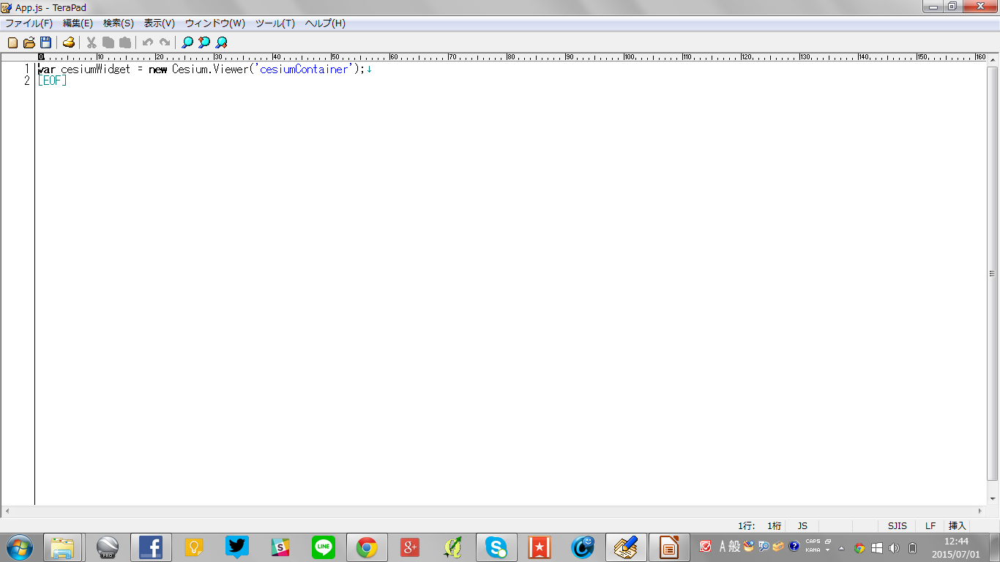 App.js - TeraPad
ファイル(F) 編集(E) 検索(S) 表示(V) ウィンドウ(W) ツール(T) ヘルプ(H)
0 10 20 30 40 50 60 70 80 90 100 110 120 130 140 150 160
1 var cesiumWidget = new Cesium.Viewer('cesiumContainer');↓
2 [EOF]
1行: 1桁 JS SJIS LF 挿入
PRO
LINE
A 般
CAPS
KANA
12:44
2015/07/01